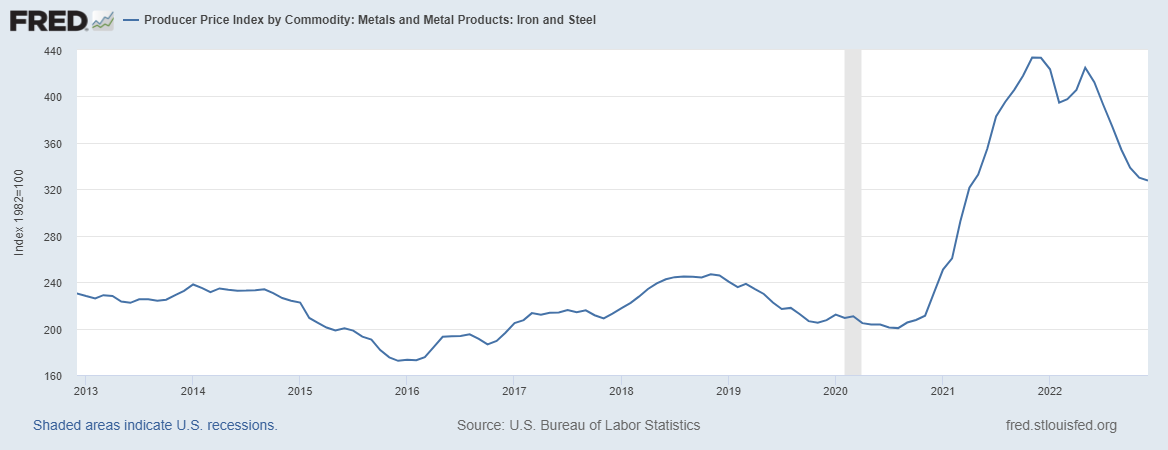 FRED
Producer Price Index by Commodity: Metals and Metal Products: Iron and Steel
440
400
360
320
280
240
200
160
Index 1982=100
2013 2014 2015 2016 2017 2018 2019 2020 2021 2022
Shaded areas indicate U.S. recessions. Source: U.S. Bureau of Labor Statistics fred.stlouisfed.org